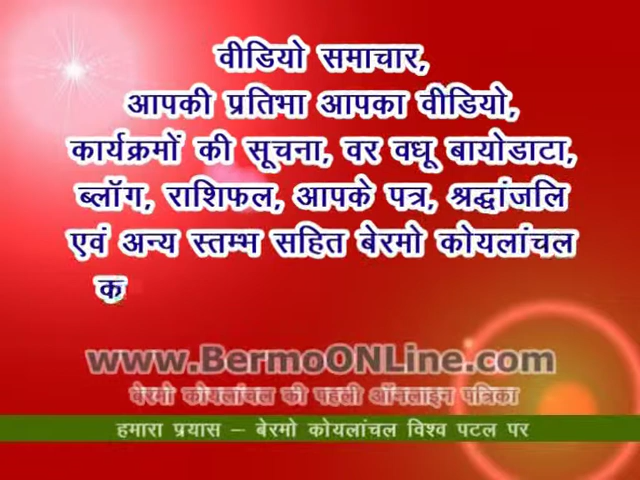 वीडियो समाचार,
आपकी प्रतिभा आपका वीडियो,
कार्यक्रमों की सूचना, वर वधू बायोडाटा,
ब्लॉग, राशिफल, आपके पत्र, श्रद्धांजलि
एवं अन्य स्तम्भ सहित बेरमो कोयलांचल
क
www.BermoONLine.com
बेरमो कोयलांचल की पहली ऑनलाइन पत्रिका
हमारा प्रयास – बेरमो कोयलांचल विश्व पटल पर